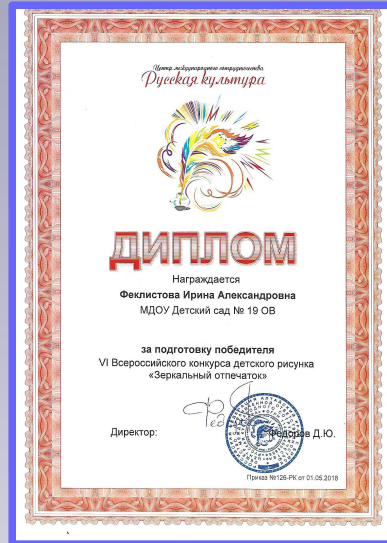 Центр международного сотрудничества
Русская культура
ДИПЛОМ
Награждается
Феклистова Ирина Александровна
МДОУ Детский сад № 19 ОВ
за подготовку победителя
VI Всероссийского конкурса детского рисунка
«Зеркальный отпечаток»
Директор:
Федоров Д.Ю.
Приказ №126-РК от 01.05.2018